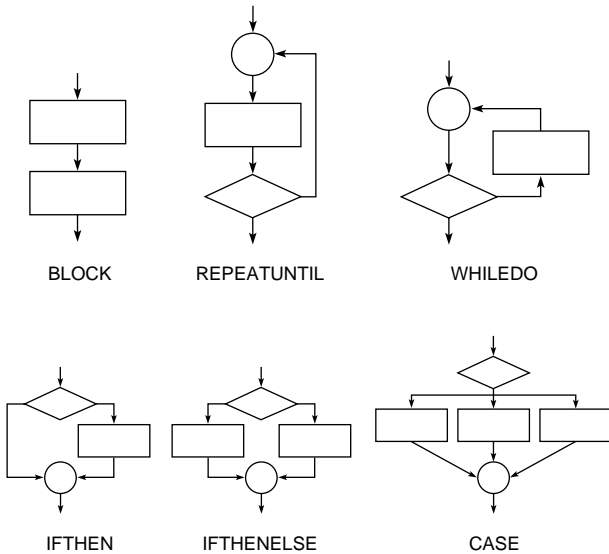 BLOCK
REPEATUNTIL
WHILEDO
IFTHEN
IFTHENELSE
CASE